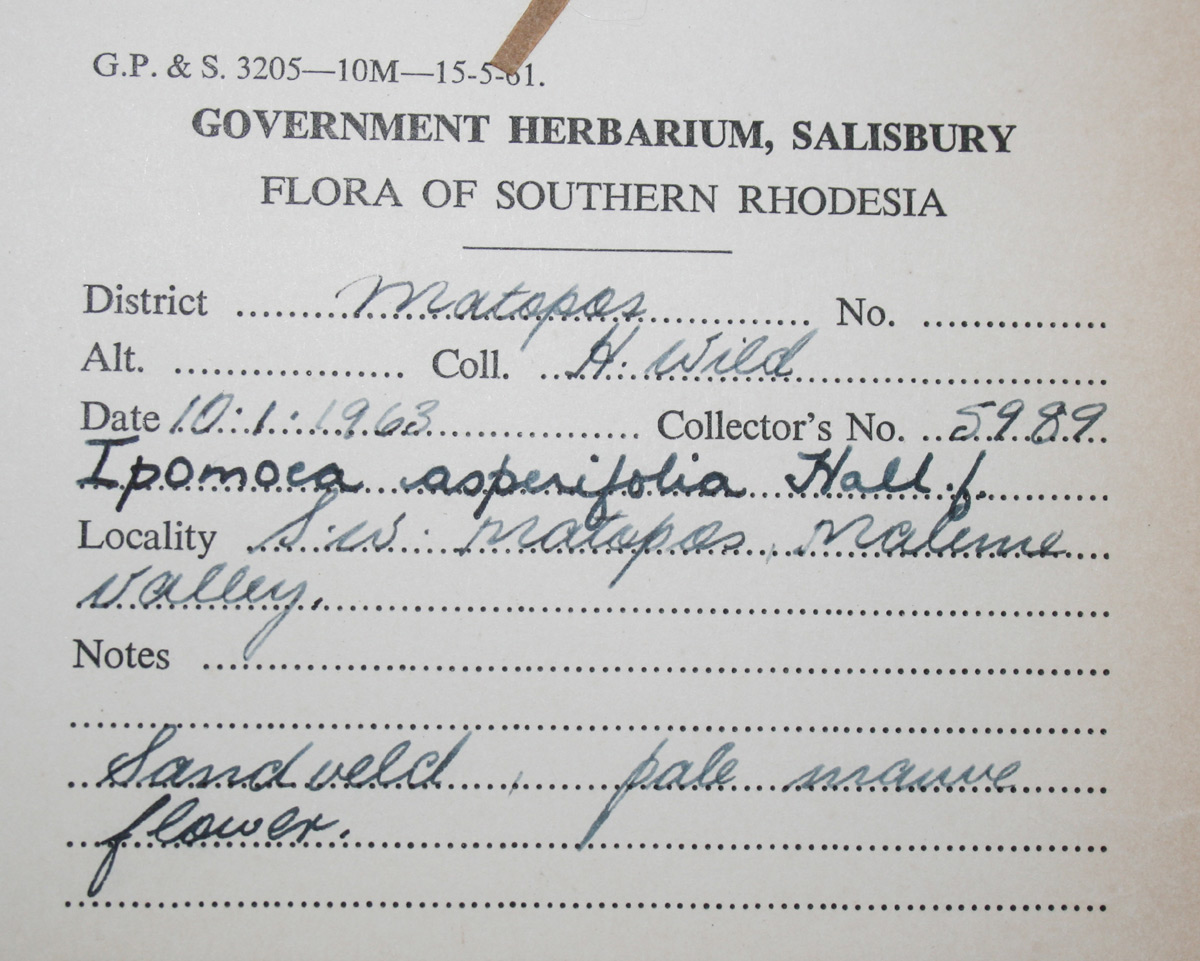 G.P. & S. 3205—10M—15-5-61.
GOVERNMENT HERBARIUM, SALISBURY
FLORA OF SOUTHERN RHODESIA
District Matopos No.
Alt. Coll. H. Wild
Date 10.1.1963 Collector's No. 5989
Ipomoea asperifolia Hall.f.
Locality S.W. Matopos, Maleme
Valley.
Notes
Sandveld, pale mauve
flower.